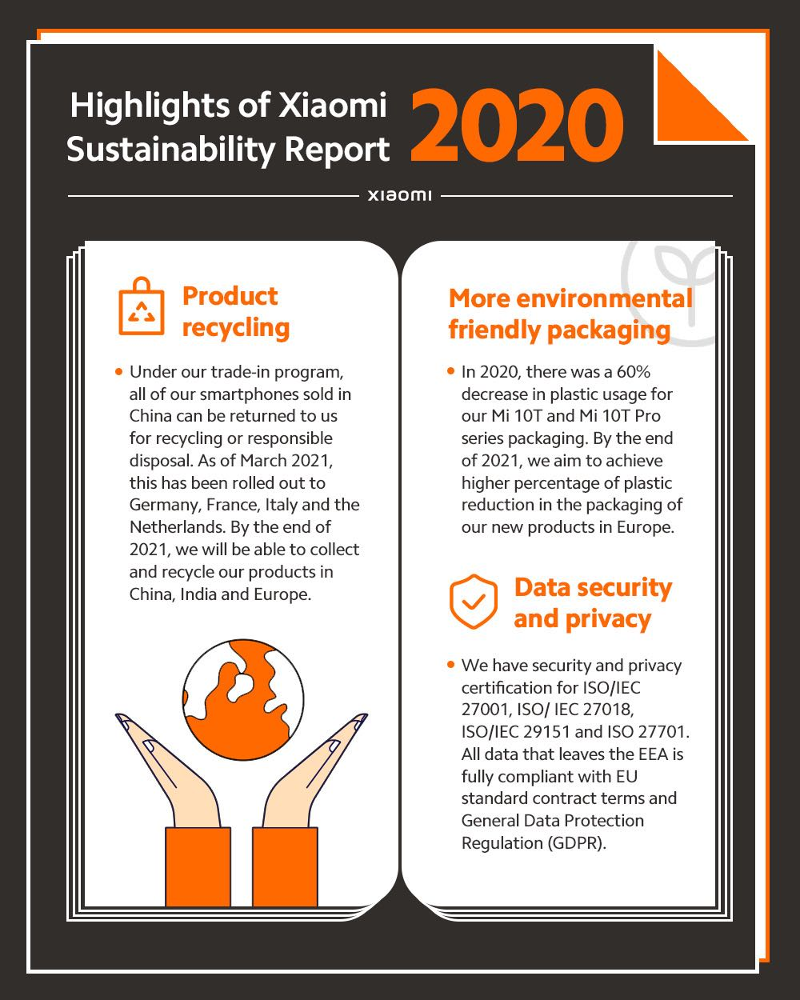 Highlights of Xiaomi
Sustainability Report
2020
xiaomi
Product
recycling
Under our trade-in program,
all of our smartphones sold in
China can be returned to us
for recycling or responsible
disposal. As of March 2021,
this has been rolled out to
Germany, France, Italy and the
Netherlands. By the end of
2021, we will be able to collect
and recycle our products in
China, India and Europe.
More environmental
friendly packaging
In 2020, there was a 60%
decrease in plastic usage for
our Mi 10T and Mi 10T Pro
series packaging. By the end
of 2021, we aim to achieve
higher percentage of plastic
reduction in the packaging of
our new products in Europe.
Data security
and privacy
We have security and privacy
certification for ISO/IEC
27001, ISO/ IEC 27018,
ISO/IEC 29151 and ISO 27701.
All data that leaves the EEA is
fully compliant with EU
standard contract terms and
General Data Protection
Regulation (GDPR).